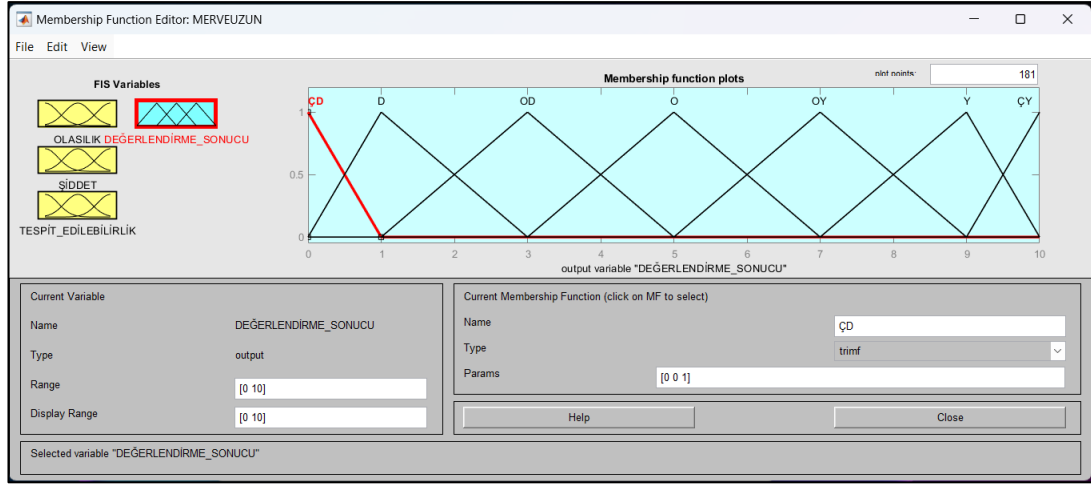 Membership Function Editor: MERVEUZUN
File Edit View
FIS Variables
OLASILIK DEĞERLENDİRME_SONUCU
ŞİDDET
TESPİT_EDİLEBİLİRLİK
Membership function plots
plot points: 181
ÇD D OD O OY Y ÇY
1
0.5
0
0 1 2 3 4 5 6 7 8 9 10
output variable "DEĞERLENDİRME_SONUCU"
Current Variable
Name DEĞERLENDİRME_SONUCU
Type output
Range [0 10]
Display Range [0 10]
Current Membership Function (click on MF to select)
Name ÇD
Type trimf
Params [0 0 1]
Help Close
Selected variable "DEĞERLENDİRME_SONUCU"